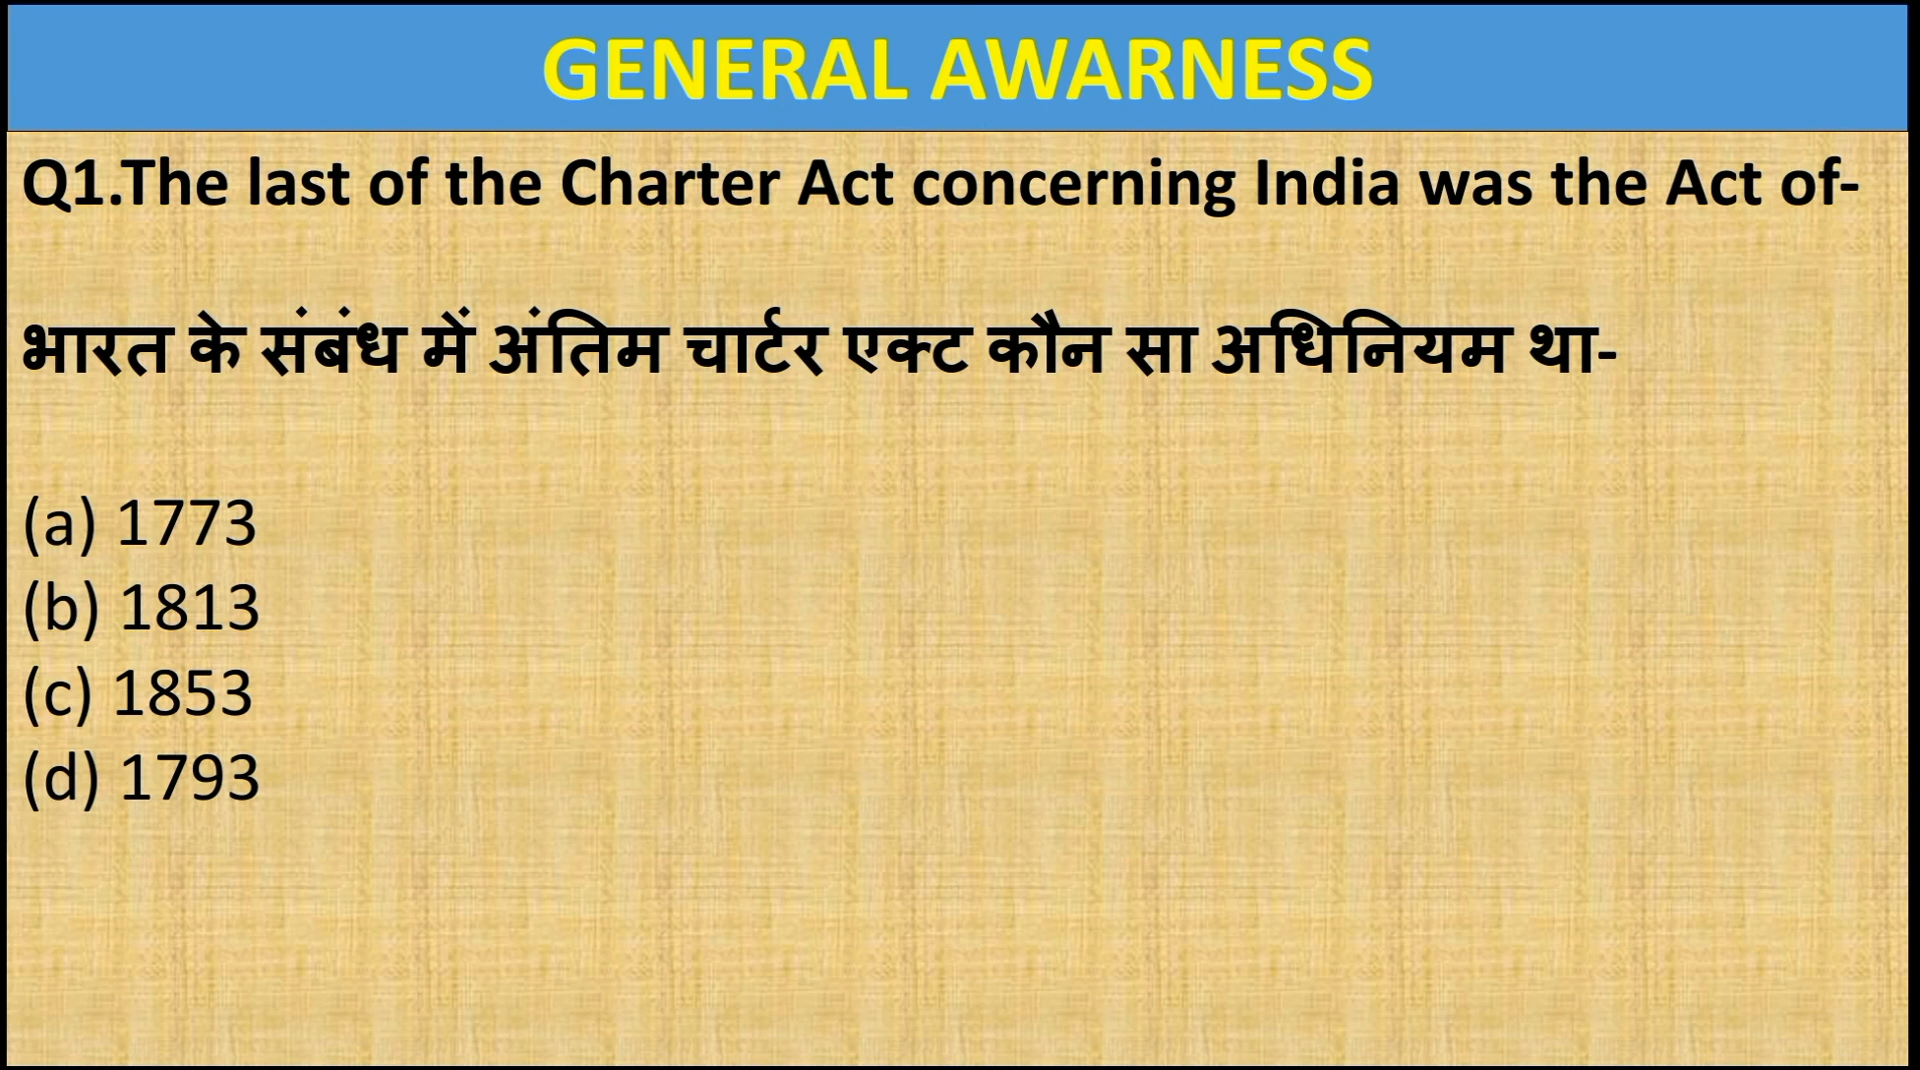 GENERAL AWARNESS
Q1.The last of the Charter Act concerning India was the Act of-
भारत के संबंध में अंतिम चार्टर एक्ट कौन सा अधिनियम था-
(a) 1773
(b) 1813
(c) 1853
(d) 1793